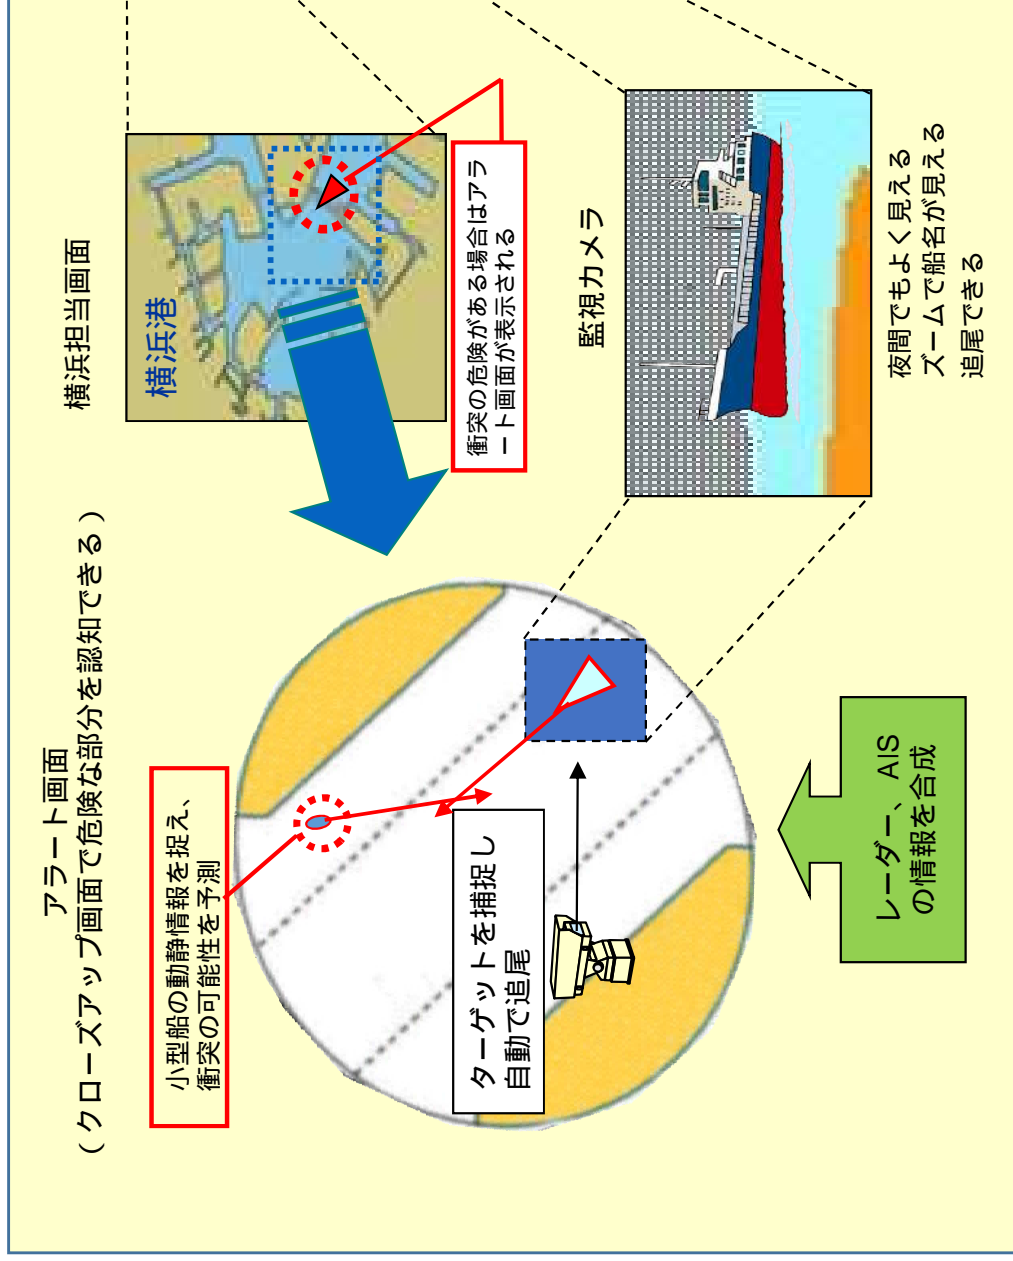 アラート画面
（クローズアップ画面で危険な部分を認知できる）
小型船の動静情報を捉え、
衝突の可能性を予測
ターゲットを捕捉し
自動で追尾
レーダー、AIS
の情報を合成
横浜担当画面
横浜港
衝突の危険がある場合はアラ
ート画面が表示される
監視カメラ
夜間でもよく見える
ズームで船名が見える
追尾できる